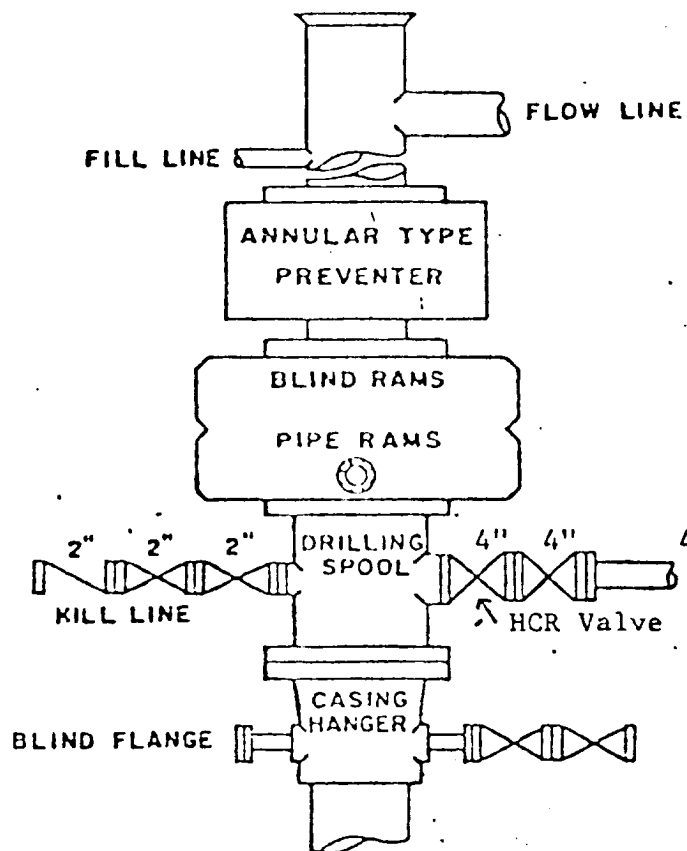 FLOW LINE
FILL LINE
ANNULAR TYPE
PREVENTER
BLIND RAMS
PIPE RAMS
2" 2" 2"
DRILLING
SPOOL
4" 4" 4
KILL LINE
HCR Valve
CASING
HANGER
BLIND FLANGE